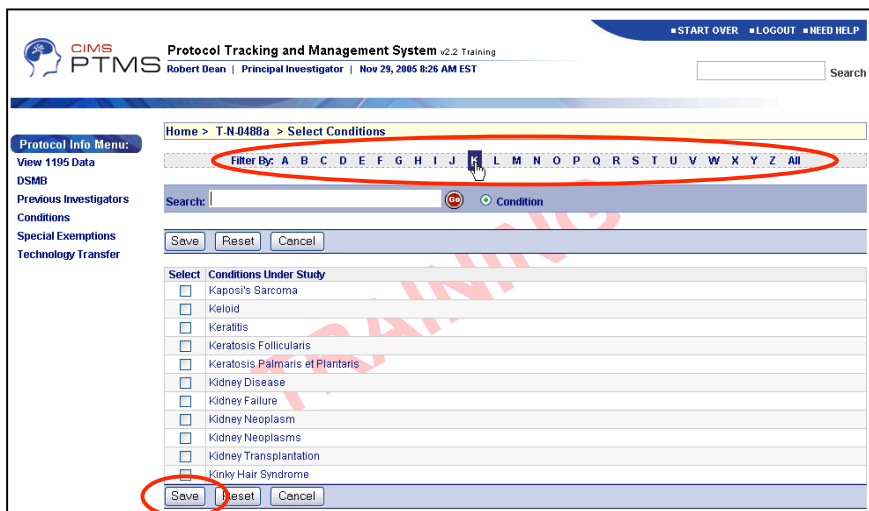 START OVER LOGOUT NEED HELP
CIMS
PTMS
Protocol Tracking and Management System v2.2 Training
Robert Dean | Principal Investigator | Nov 29, 2005 8:26 AM EST
Search
Home > T-N-0488a > Select Conditions
Protocol Info Menu:
View 1195 Data
DSMB
Previous Investigators
Conditions
Special Exemptions
Technology Transfer
Filter By: A B C D E F G H I J K L M N O P Q R S T U V W X Y Z All
Search: Go Condition
Save Reset Cancel
Select Conditions Under Study
Kaposi's Sarcoma
Keloid
Keratitis
Keratosis Follicularis
Keratosis Palmaris et Plantaris
Kidney Disease
Kidney Failure
Kidney Neoplasm
Kidney Neoplasms
Kidney Transplantation
Kinky Hair Syndrome
Save Reset Cancel
TRAINING